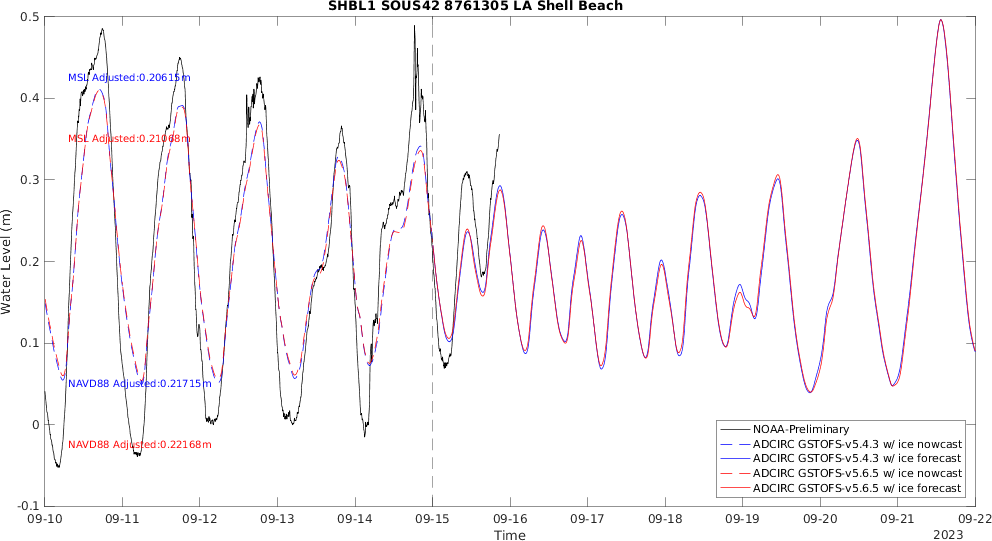 SHBL1 SOUS42 8761305 LA Shell Beach
Water Level (m)
0.5
0.4
0.3
0.2
0.1
0
-0.1
MSL Adjusted:0.20615m
MSL Adjusted:0.21068m
NAVD88 Adjusted:0.21715m
NAVD88 Adjusted:0.22168m
NOAA-Preliminary
ADCIRC GSTOFS-v5.4.3 w/ ice nowcast
ADCIRC GSTOFS-v5.4.3 w/ ice forecast
ADCIRC GSTOFS-v5.6.5 w/ ice nowcast
ADCIRC GSTOFS-v5.6.5 w/ ice forecast
09-10 09-11 09-12 09-13 09-14 09-15 09-16 09-17 09-18 09-19 09-20 09-21 09-22
Time
2023